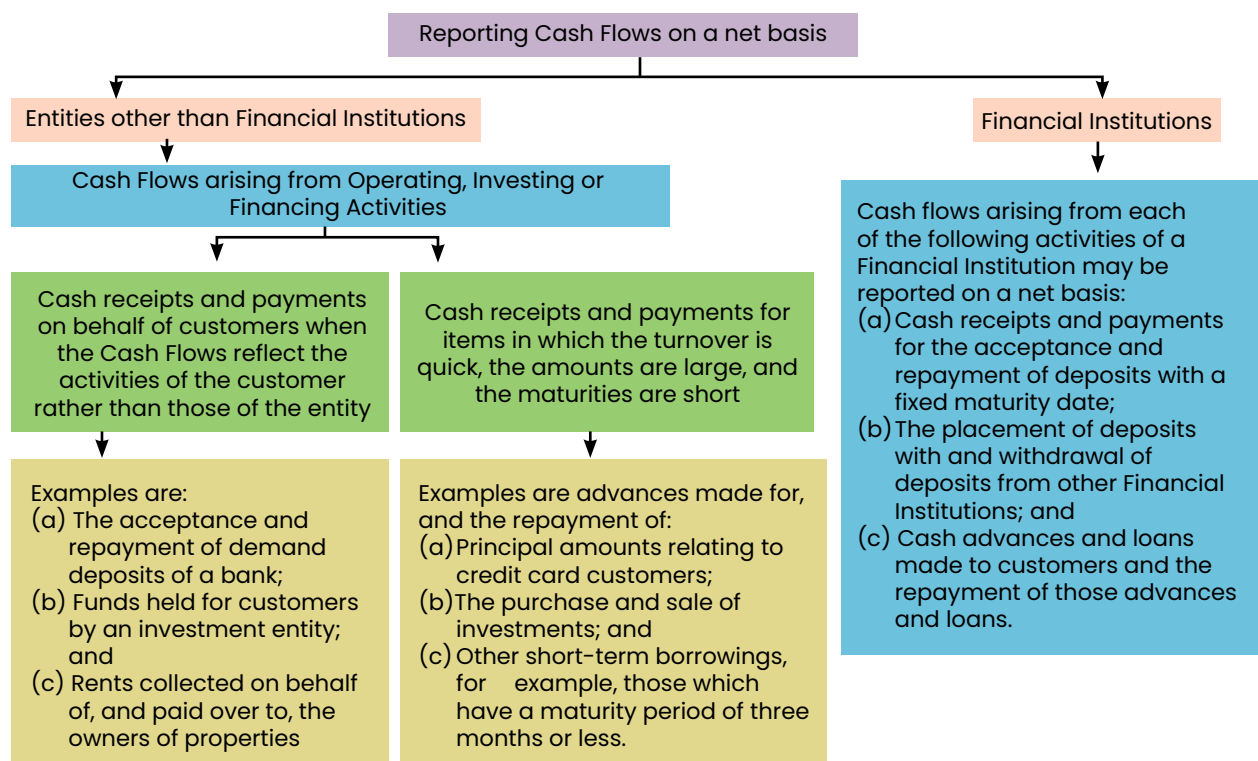 Reporting Cash Flows on a net basis
Entities other than Financial Institutions
Financial Institutions
Cash Flows arising from Operating, Investing or
Financing Activities
Cash receipts and payments
on behalf of customers when
the Cash Flows reflect the
activities of the customer
rather than those of the entity
Cash receipts and payments for
items in which the turnover is
quick, the amounts are large, and
the maturities are short
Cash flows arising from each
of the following activities of a
Financial Institution may be
reported on a net basis:
(a) Cash receipts and payments
for the acceptance and
repayment of deposits with a
fixed maturity date;
(b) The placement of deposits
with and withdrawal of
deposits from other Financial
Institutions; and
(c) Cash advances and loans
made to customers and the
repayment of those advances
and loans.
Examples are:
(a) The acceptance and
repayment of demand
deposits of a bank;
(b) Funds held for customers
by an investment entity;
and
(c) Rents collected on behalf
of, and paid over to, the
owners of properties
Examples are advances made for,
and the repayment of:
(a) Principal amounts relating to
credit card customers;
(b) The purchase and sale of
investments; and
(c) Other short-term borrowings,
for example, those which
have a maturity period of three
months or less.